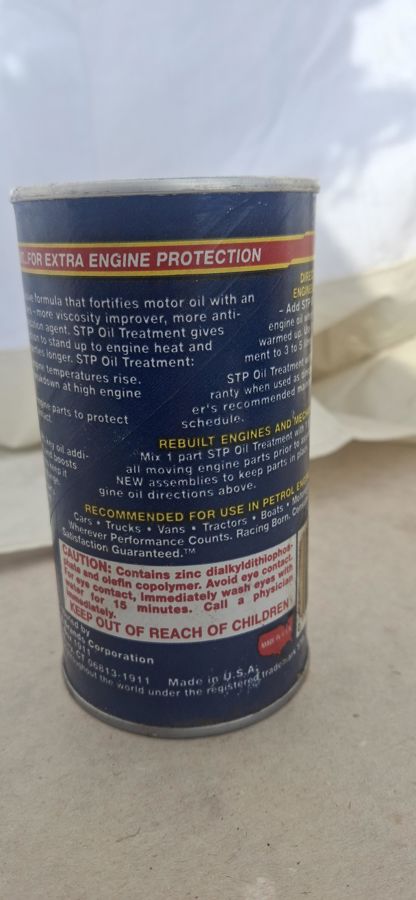 FOR EXTRA ENGINE PROTECTION
formula that fortifies motor oil with an
more viscosity improver, more anti-
agent. STP Oil Treatment gives
to stand up to engine heat and
longer. STP Oil Treatment:
temperatures rise.
at high engine
parts to protect
oil addi-
boosts
– Add STP
engine oil
warmed up.
ment to 3 to 5
STP Oil Treatment
ranty when used as
er's recommended
schedule.
REBUILT ENGINES AND
Mix 1 part STP Oil Treatment with
all moving engine parts prior to
NEW assemblies to keep parts in place
gine oil directions above.
RECOMMENDED FOR USE IN PETROL
Cars • Trucks • Vans • Tractors • Boats •
Wherever Performance Counts. Racing Born.
Satisfaction Guaranteed.™
CAUTION: Contains zinc dialkyldithiophos-
phate and olefin copolymer. Avoid eye contact.
For eye contact, immediately wash eyes with
water for 15 minutes. Call a physician
immediately.
KEEP OUT OF REACH OF CHILDREN
by
Corporation
1911
CT 06813-1911 Made in U.S.A.
MADE IN U.S.A.
throughout the world under the registered trademark